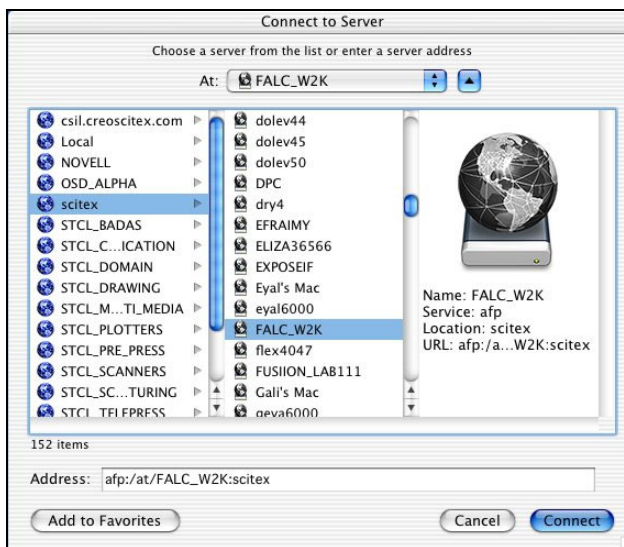 Connect to Server
Choose a server from the list or enter a server address
At: FALC_W2K
csil.creoscitex.com
Local
NOVELL
OSD_ALPHA
scitex
STCL_BADAS
STCL_C...ICATION
STCL_DOMAIN
STCL_DRAWING
STCL_M...TI_MEDIA
STCL_PLOTTERS
STCL_PRE_PRESS
STCL_SCANNERS
STCL_SC...TURING
STCL_TELEPRESS
dolev44
dolev45
dolev50
DPC
dry4
EFRAIMY
ELIZA36566
EXPOSEIF
Eyal's Mac
eyal6000
FALC_W2K
flex4047
FUSIION_LAB111
Gali's Mac
geva6000
Name: FALC_W2K
Service: afp
Location: scitex
URL: afp:/a...W2K:scitex
152 items
Address: afp:/at/FALC_W2K:scitex
Add to Favorites
Cancel
Connect